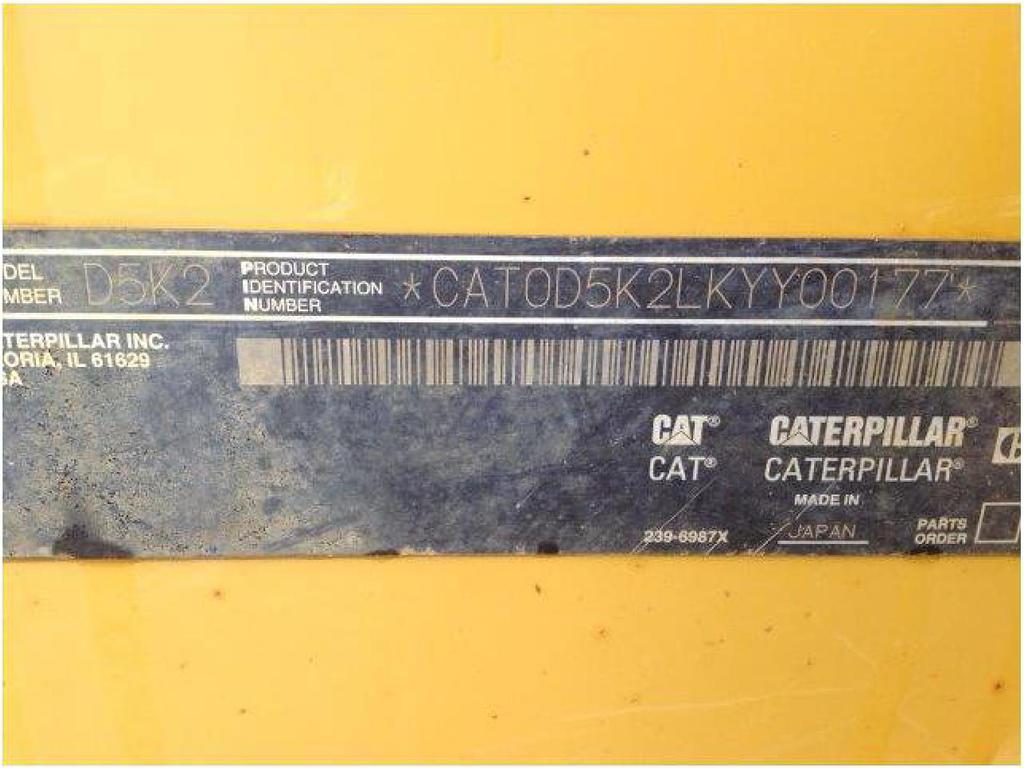 DEL
MBER
D5K2
PRODUCT
IDENTIFICATION
NUMBER
*CAT0D5K2LKYY00177*
TERPILLAR INC.
ORIA, IL 61629
SA
CAT® CATERPILLAR®
CAT® CATERPILLAR®
MADE IN
239-6987X JAPAN
PARTS
ORDER